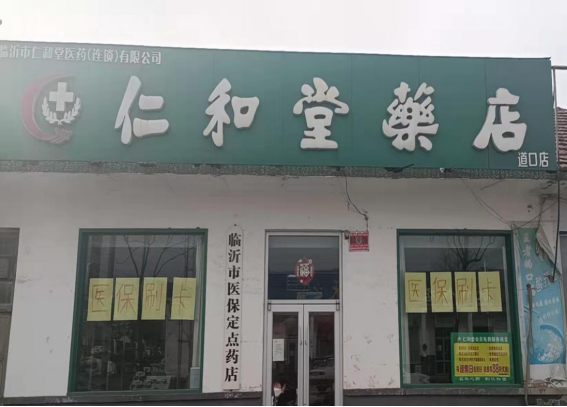 临沂市仁和堂医药(连锁)有限公司
仁和堂藥店
道口店
临沂市医保定点药店
医保刷卡
医保刷卡